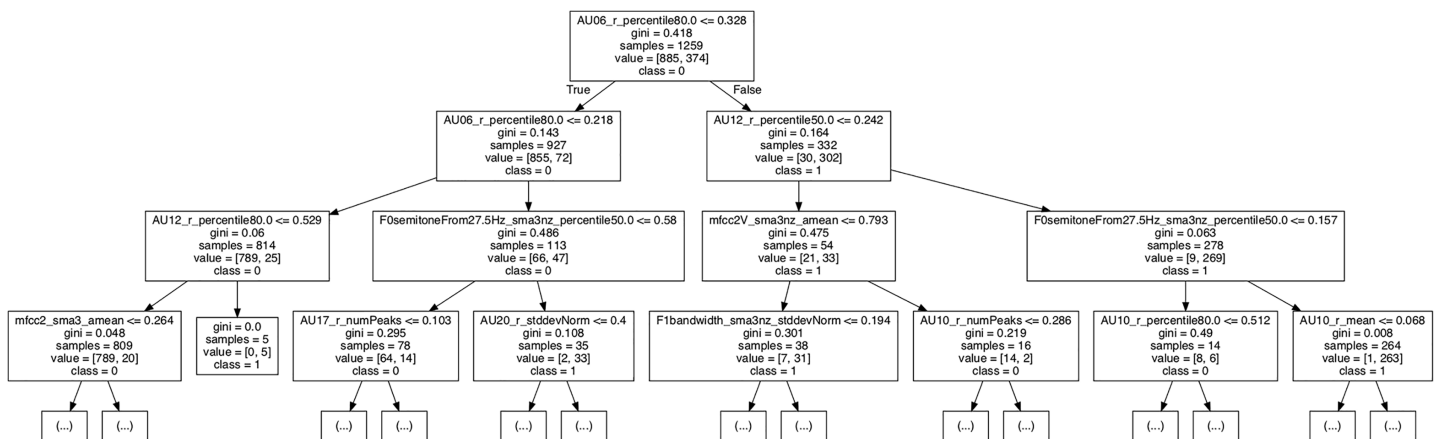 AU06_r_percentile80.0 <= 0.328
gini = 0.418
samples = 1259
value = [885, 374]
class = 0
True
False
AU06_r_percentile80.0 <= 0.218
gini = 0.143
samples = 927
value = [855, 72]
class = 0
AU12_r_percentile50.0 <= 0.242
gini = 0.164
samples = 332
value = [30, 302]
class = 1
AU12_r_percentile80.0 <= 0.529
gini = 0.06
samples = 814
value = [789, 25]
class = 0
F0semitoneFrom27.5Hz_sma3nz_percentile50.0 <= 0.58
gini = 0.486
samples = 113
value = [66, 47]
class = 0
mfcc2V_sma3nz_amean <= 0.793
gini = 0.475
samples = 54
value = [21, 33]
class = 1
F0semitoneFrom27.5Hz_sma3nz_percentile50.0 <= 0.157
gini = 0.063
samples = 278
value = [9, 269]
class = 1
mfcc2_sma3_amean <= 0.264
gini = 0.048
samples = 809
value = [789, 20]
class = 0
gini = 0.0
samples = 5
value = [0, 5]
class = 1
AU17_r_numPeaks <= 0.103
gini = 0.295
samples = 78
value = [64, 14]
class = 0
AU20_r_stddevNorm <= 0.4
gini = 0.108
samples = 35
value = [2, 33]
class = 1
F1bandwidth_sma3nz_stddevNorm <= 0.194
gini = 0.301
samples = 38
value = [7, 31]
class = 1
AU10_r_numPeaks <= 0.286
gini = 0.219
samples = 16
value = [14, 2]
class = 0
AU10_r_percentile80.0 <= 0.512
gini = 0.49
samples = 14
value = [8, 6]
class = 0
AU10_r_mean <= 0.068
gini = 0.008
samples = 264
value = [1, 263]
class = 1
(...)
(...)
(...)
(...)
(...)
(...)
(...)
(...)
(...)
(...)
(...)
(...)
(...)
(...)